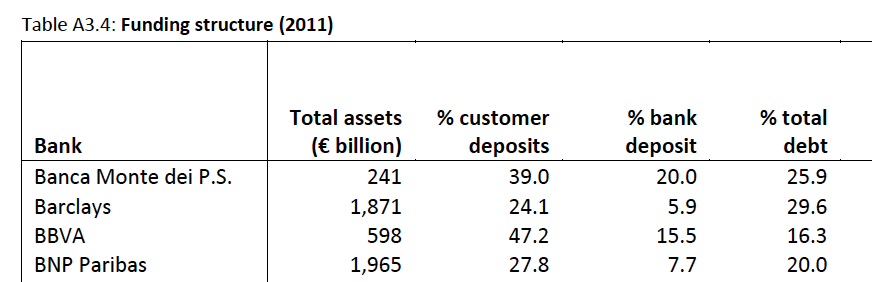 Table A3.4: Funding structure (2011)
Bank Total assets (€ billion) % customer deposits % bank deposit % total debt
Banca Monte dei P.S. 241 39.0 20.0 25.9
Barclays 1,871 24.1 5.9 29.6
BBVA 598 47.2 15.5 16.3
BNP Paribas 1,965 27.8 7.7 20.0